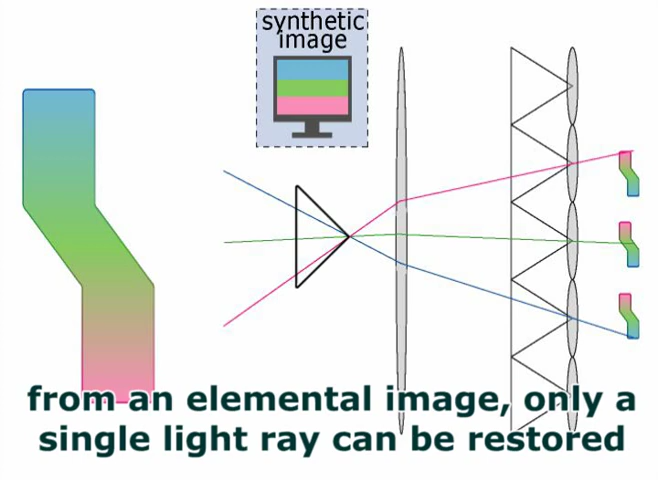 synthetic
image
from an elemental image, only a
single light ray can be restored